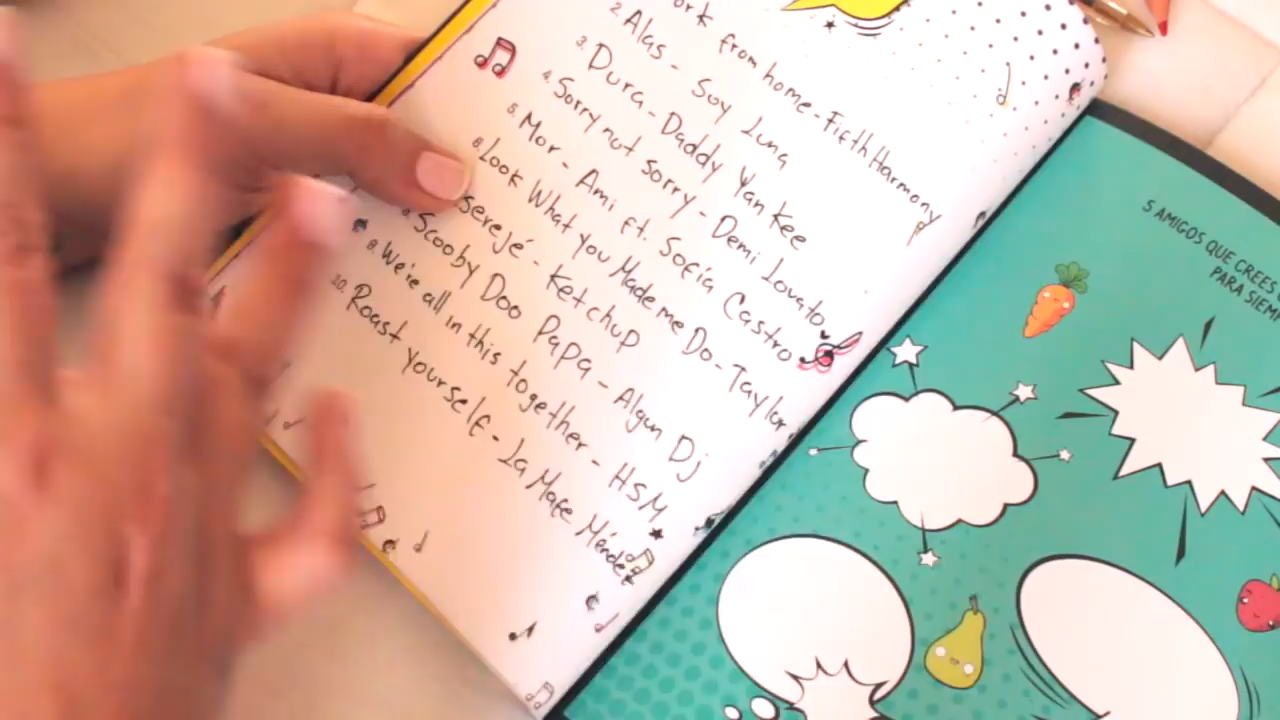 ork from home - Fifth Harmony
2. Alas - Soy Luna
3. Dura - Daddy Yankee
4. Sorry not sorry - Demi Lovato
5. Mor - Ami ft. Sofía Castro
6. Look What you Made me Do - Taylor
aserejé - Ketchup
8. Scooby Doo Papa - Algun Dj
9. We're all in this together - HSM
10. Roast yourself - La Mafe Méndez
5 AMIGOS QUE CREES
PARA SIEM